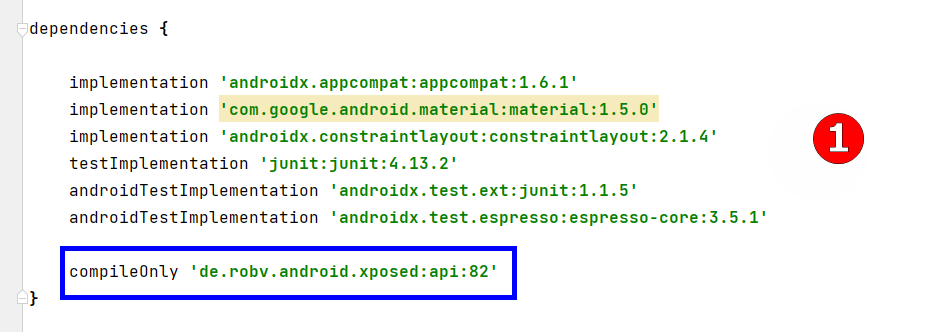 dependencies {
implementation 'androidx.appcompat:appcompat:1.6.1'
implementation 'com.google.android.material:material:1.5.0'
implementation 'androidx.constraintlayout:constraintlayout:2.1.4'
1
testImplementation 'junit:junit:4.13.2'
androidTestImplementation 'androidx.test.ext:junit:1.1.5'
androidTestImplementation 'androidx.test.espresso:espresso-core:3.5.1'
compileOnly 'de.robv.android.xposed:api:82'
}